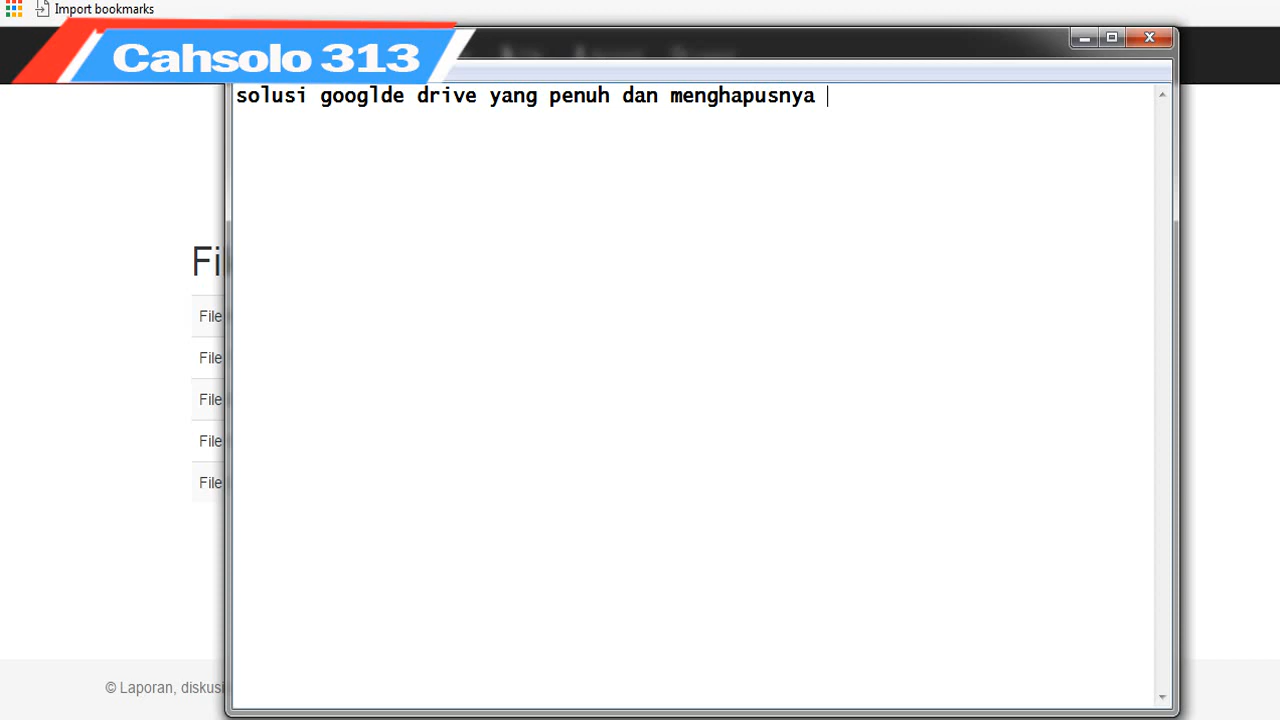 Import bookmarks
Cahsolo 313
solusi googlde drive yang penuh dan menghapusnya
Fi
File
File
File
File
File
© Laporan, diskusi